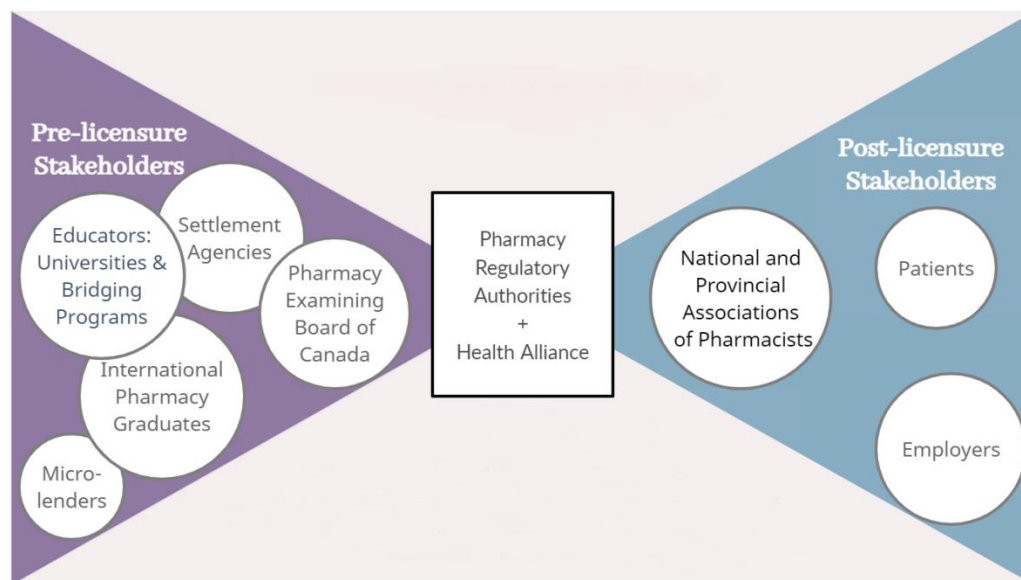 Pre-licensure
Stakeholders
Educators:
Universities &
Bridging
Programs
Settlement
Agencies
Pharmacy
Examining
Board of
Canada
International
Pharmacy
Graduates
Micro-
lenders
Pharmacy
Regulatory
Authorities
+
Health Alliance
Post-licensure
Stakeholders
National and
Provincial
Associations
of Pharmacists
Patients
Employers